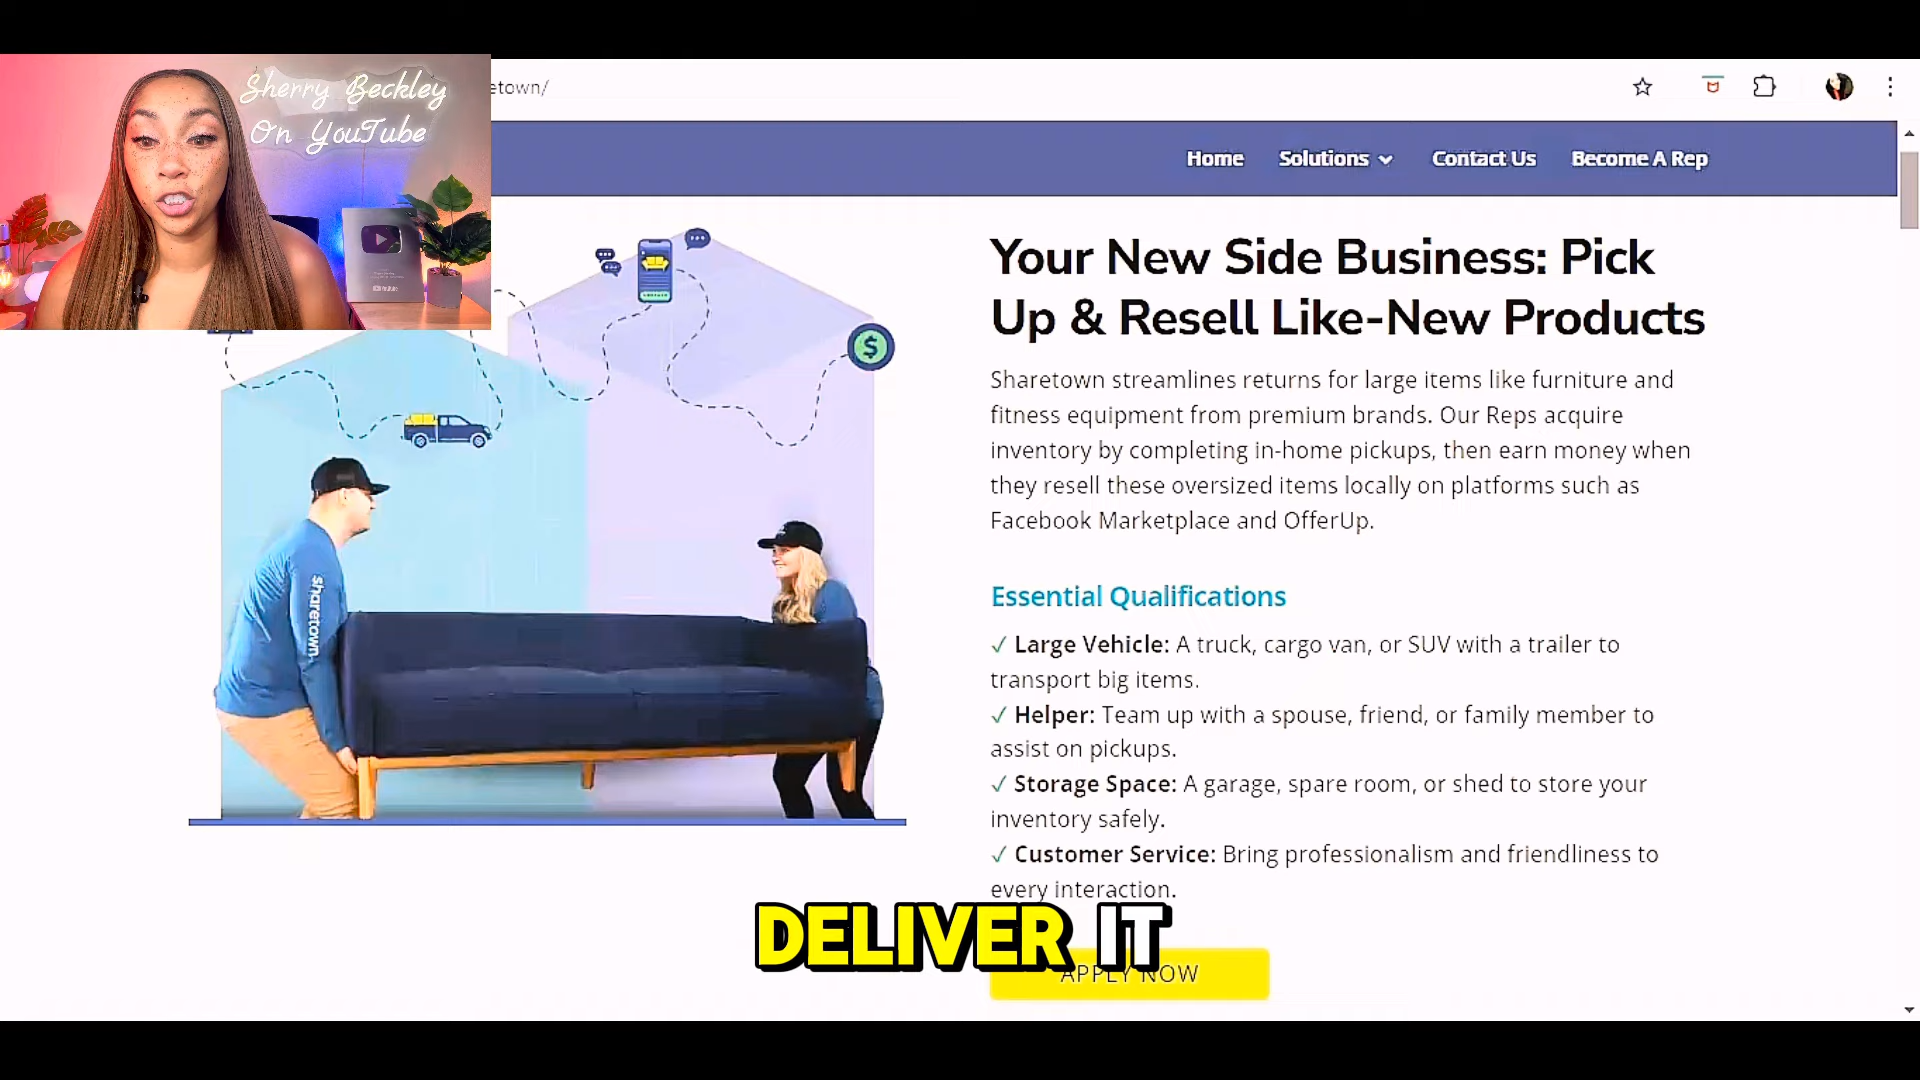 Sherry Beckley
On YouTube
etown/
Home
Solutions
Contact Us
Become A Rep
Your New Side Business: Pick
Up & Resell Like-New Products
Sharetown streamlines returns for large items like furniture and
fitness equipment from premium brands. Our Reps acquire
inventory by completing in-home pickups, then earn money when
they resell these oversized items locally on platforms such as
Facebook Marketplace and OfferUp.
Essential Qualifications
✓ Large Vehicle: A truck, cargo van, or SUV with a trailer to
transport big items.
✓ Helper: Team up with a spouse, friend, or family member to
assist on pickups.
✓ Storage Space: A garage, spare room, or shed to store your
inventory safely.
✓ Customer Service: Bring professionalism and friendliness to
every interaction.
APPLY NOW
sharetown
$
DELIVER IT